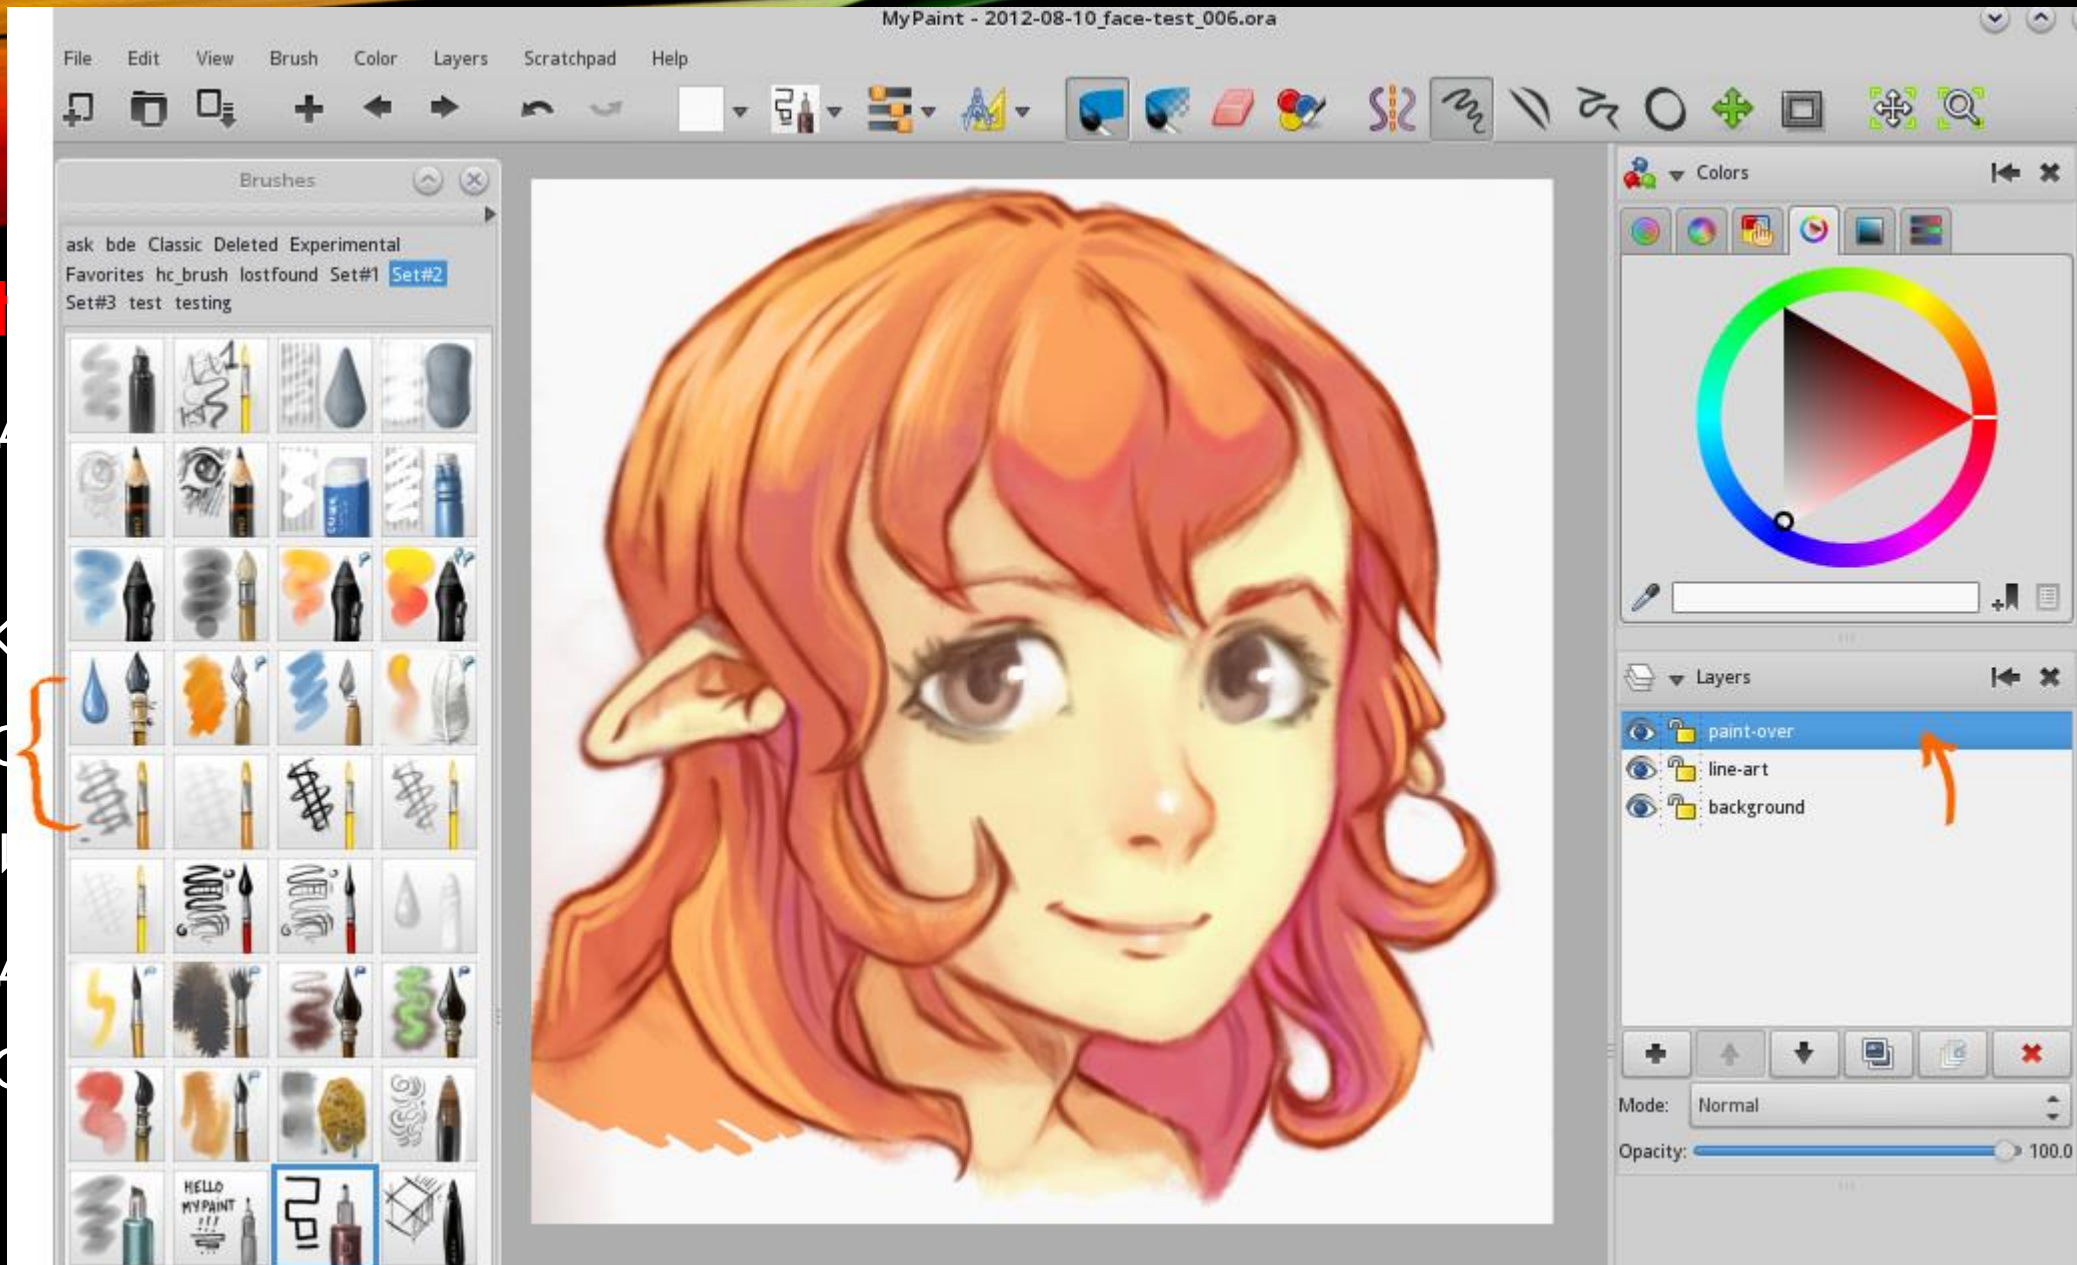 MyPaint - 2012-08-10_face-test_006.ora
File Edit View Brush Color Layers Scratchpad Help
Brushes
ask bde Classic Deleted Experimental
Favorites hc_brush lostfound Set#1 Set#2
Set#3 test testing
HELLO
MYPAINT
!!!
Colors
Layers
paint-over
line-art
background
Mode: Normal
Opacity: 100.0